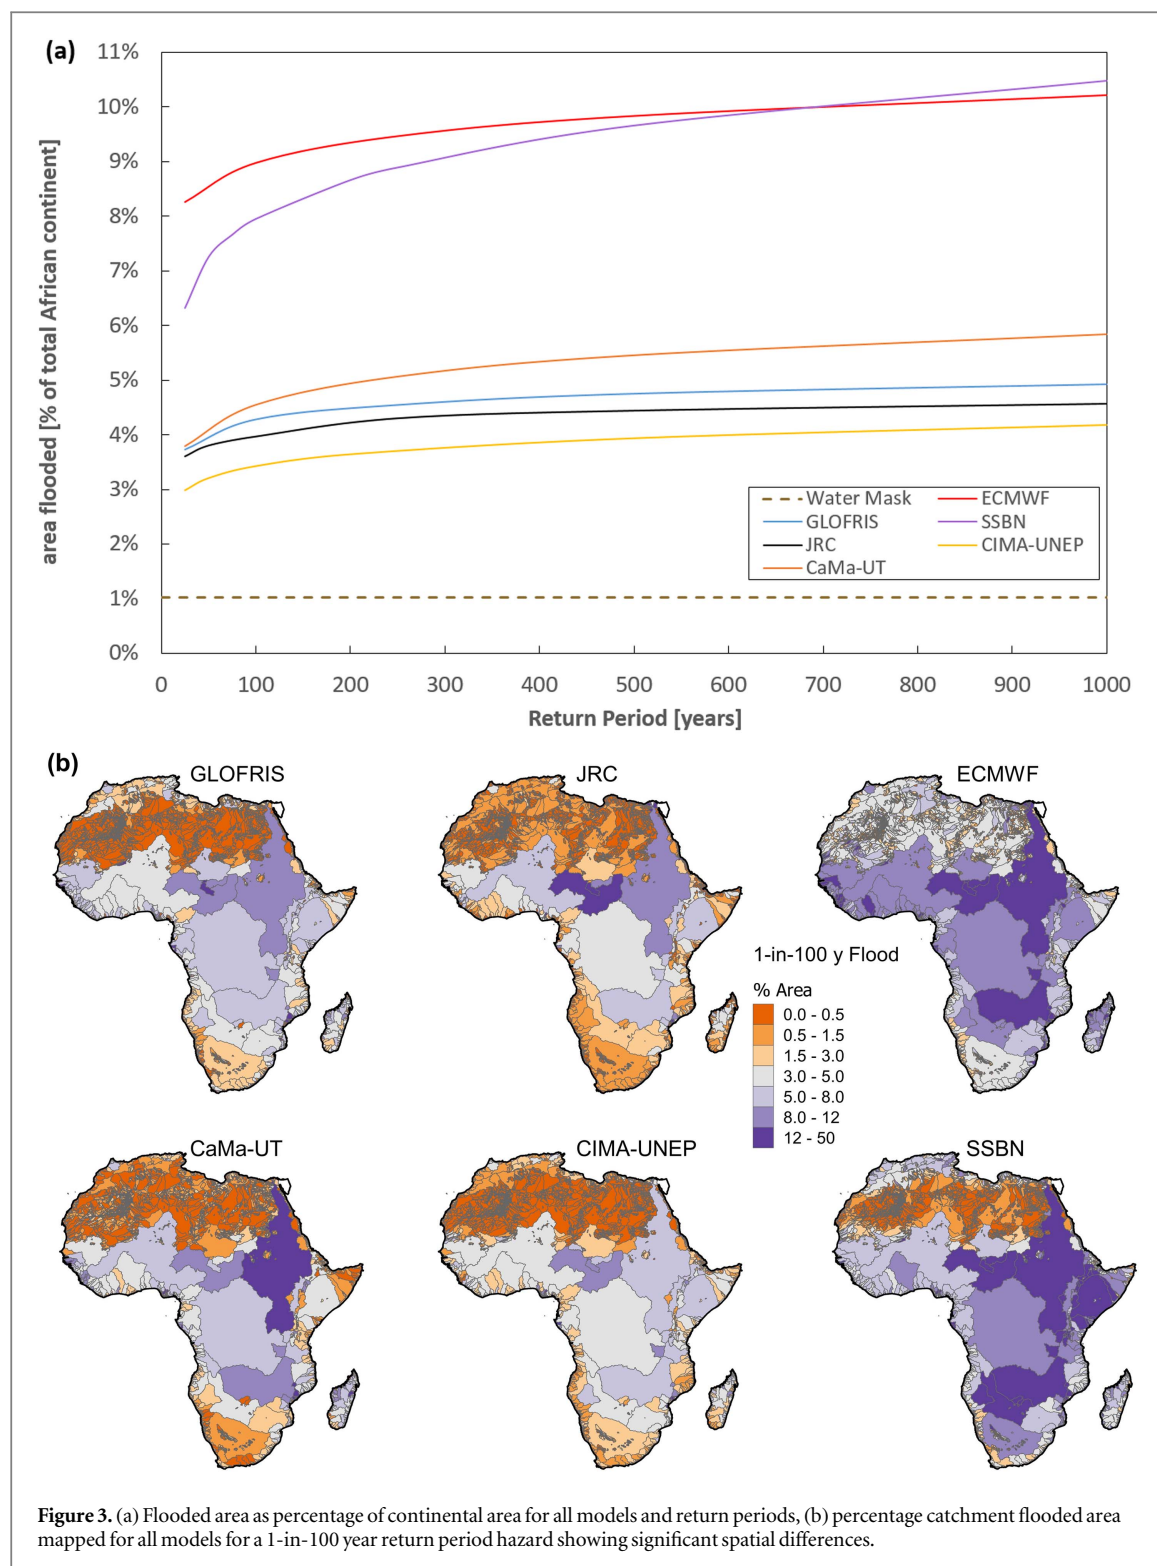 (a)
11%
10%
9%
8%
7%
6%
5%
4%
3%
2%
1%
0%
area flooded [% of total African continent]
Water Mask
ECMWF
GLOFRIS
SSBN
JRC
CIMA-UNEP
CaMa-UT
0 100 200 300 400 500 600 700 800 900 1000
Return Period [years]
(b)
GLOFRIS
JRC
ECMWF
1-in-100 y Flood
% Area
0.0 - 0.5
0.5 - 1.5
1.5 - 3.0
3.0 - 5.0
5.0 - 8.0
8.0 - 12
12 - 50
CaMa-UT
CIMA-UNEP
SSBN
Figure 3. (a) Flooded area as percentage of continental area for all models and return periods, (b) percentage catchment flooded area
mapped for all models for a 1-in-100 year return period hazard showing significant spatial differences.